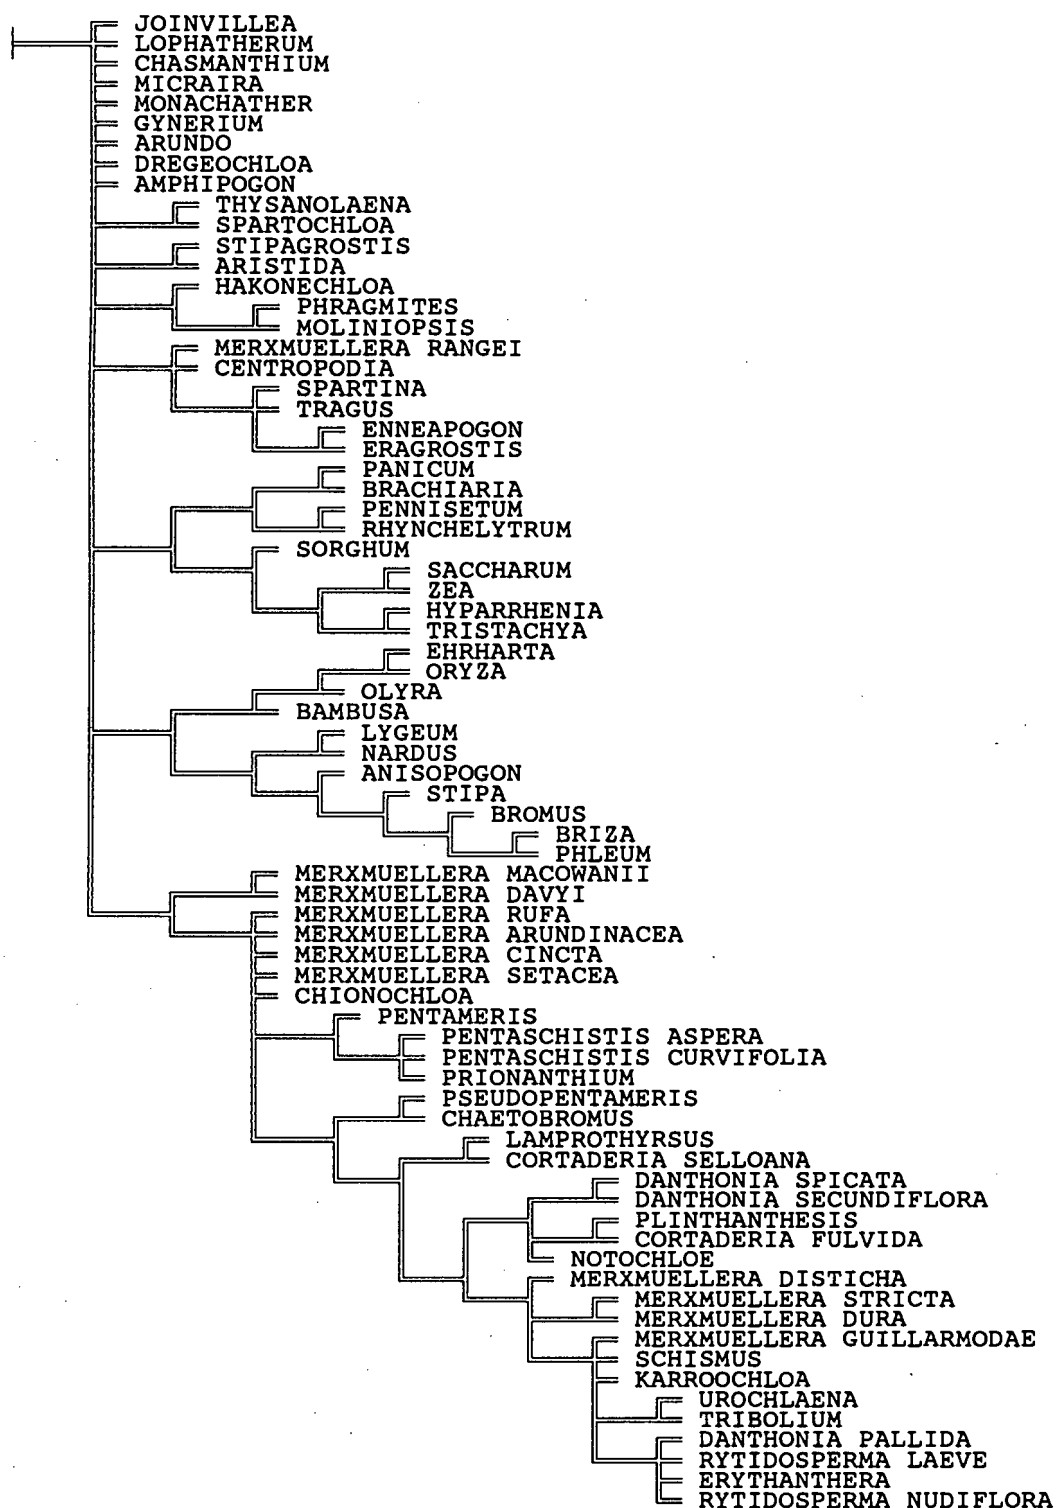 JOINVILLEA
LOPHATHERUM
CHASMANTHIUM
MICRAIRA
MONACHATHER
GYNERIUM
ARUNDO
DREGEOCHLOA
AMPHIPOGON
THYSANOLAENA
SPARTOCHLOA
STIPAGROSTIS
ARISTIDA
HAKONECHLOA
PHRAGMITES
MOLINIOPSIS
MERXMUELLERA RANGEI
CENTROPODIA
SPARTINA
TRAGUS
ENNEAPOGON
ERAGROSTIS
PANICUM
BRACHIARIA
PENNISETUM
RHYNCHELYTRUM
SORGHUM
SACCHARUM
ZEA
HYPARRHENIA
TRISTACHYA
EHRHARTA
ORYZA
OLYRA
BAMBUSA
LYGEUM
NARDUS
ANISOPOGON
STIPA
BROMUS
BRIZA
PHLEUM
MERXMUELLERA MACOWANII
MERXMUELLERA DAVYI
MERXMUELLERA RUFA
MERXMUELLERA ARUNDINACEA
MERXMUELLERA CINCTA
MERXMUELLERA SETACEA
CHIONOCHLOA
PENTAMERIS
PENTASCHISTIS ASPERA
PENTASCHISTIS CURVIFOLIA
PRIONANTHIUM
PSEUDOPENTAMERIS
CHAETOBROMUS
LAMPROTHYRSUS
CORTADERIA SELLOANA
DANTHONIA SPICATA
DANTHONIA SECUNDIFLORA
PLINTHANTHESIS
CORTADERIA FULVIDA
NOTOCHLOE
MERXMUELLERA DISTICHA
MERXMUELLERA STRICTA
MERXMUELLERA DURA
MERXMUELLERA GUILLARMODAE
SCHISMUS
KARROOCHLOA
UROCHLAENA
TRIBOLIUM
DANTHONIA PALLIDA
RYTIDOSPERMA LAEVE
ERYTHANTHERA
RYTIDOSPERMA NUDIFLORA